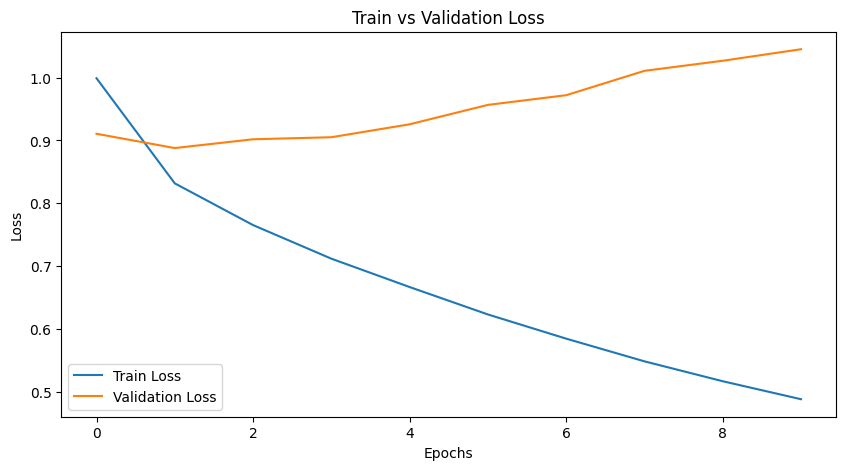 Train vs Validation Loss
1.0
0.9
0.8
0.7
0.6
0.5
Loss
Train Loss
Validation Loss
0 2 4 6 8
Epochs